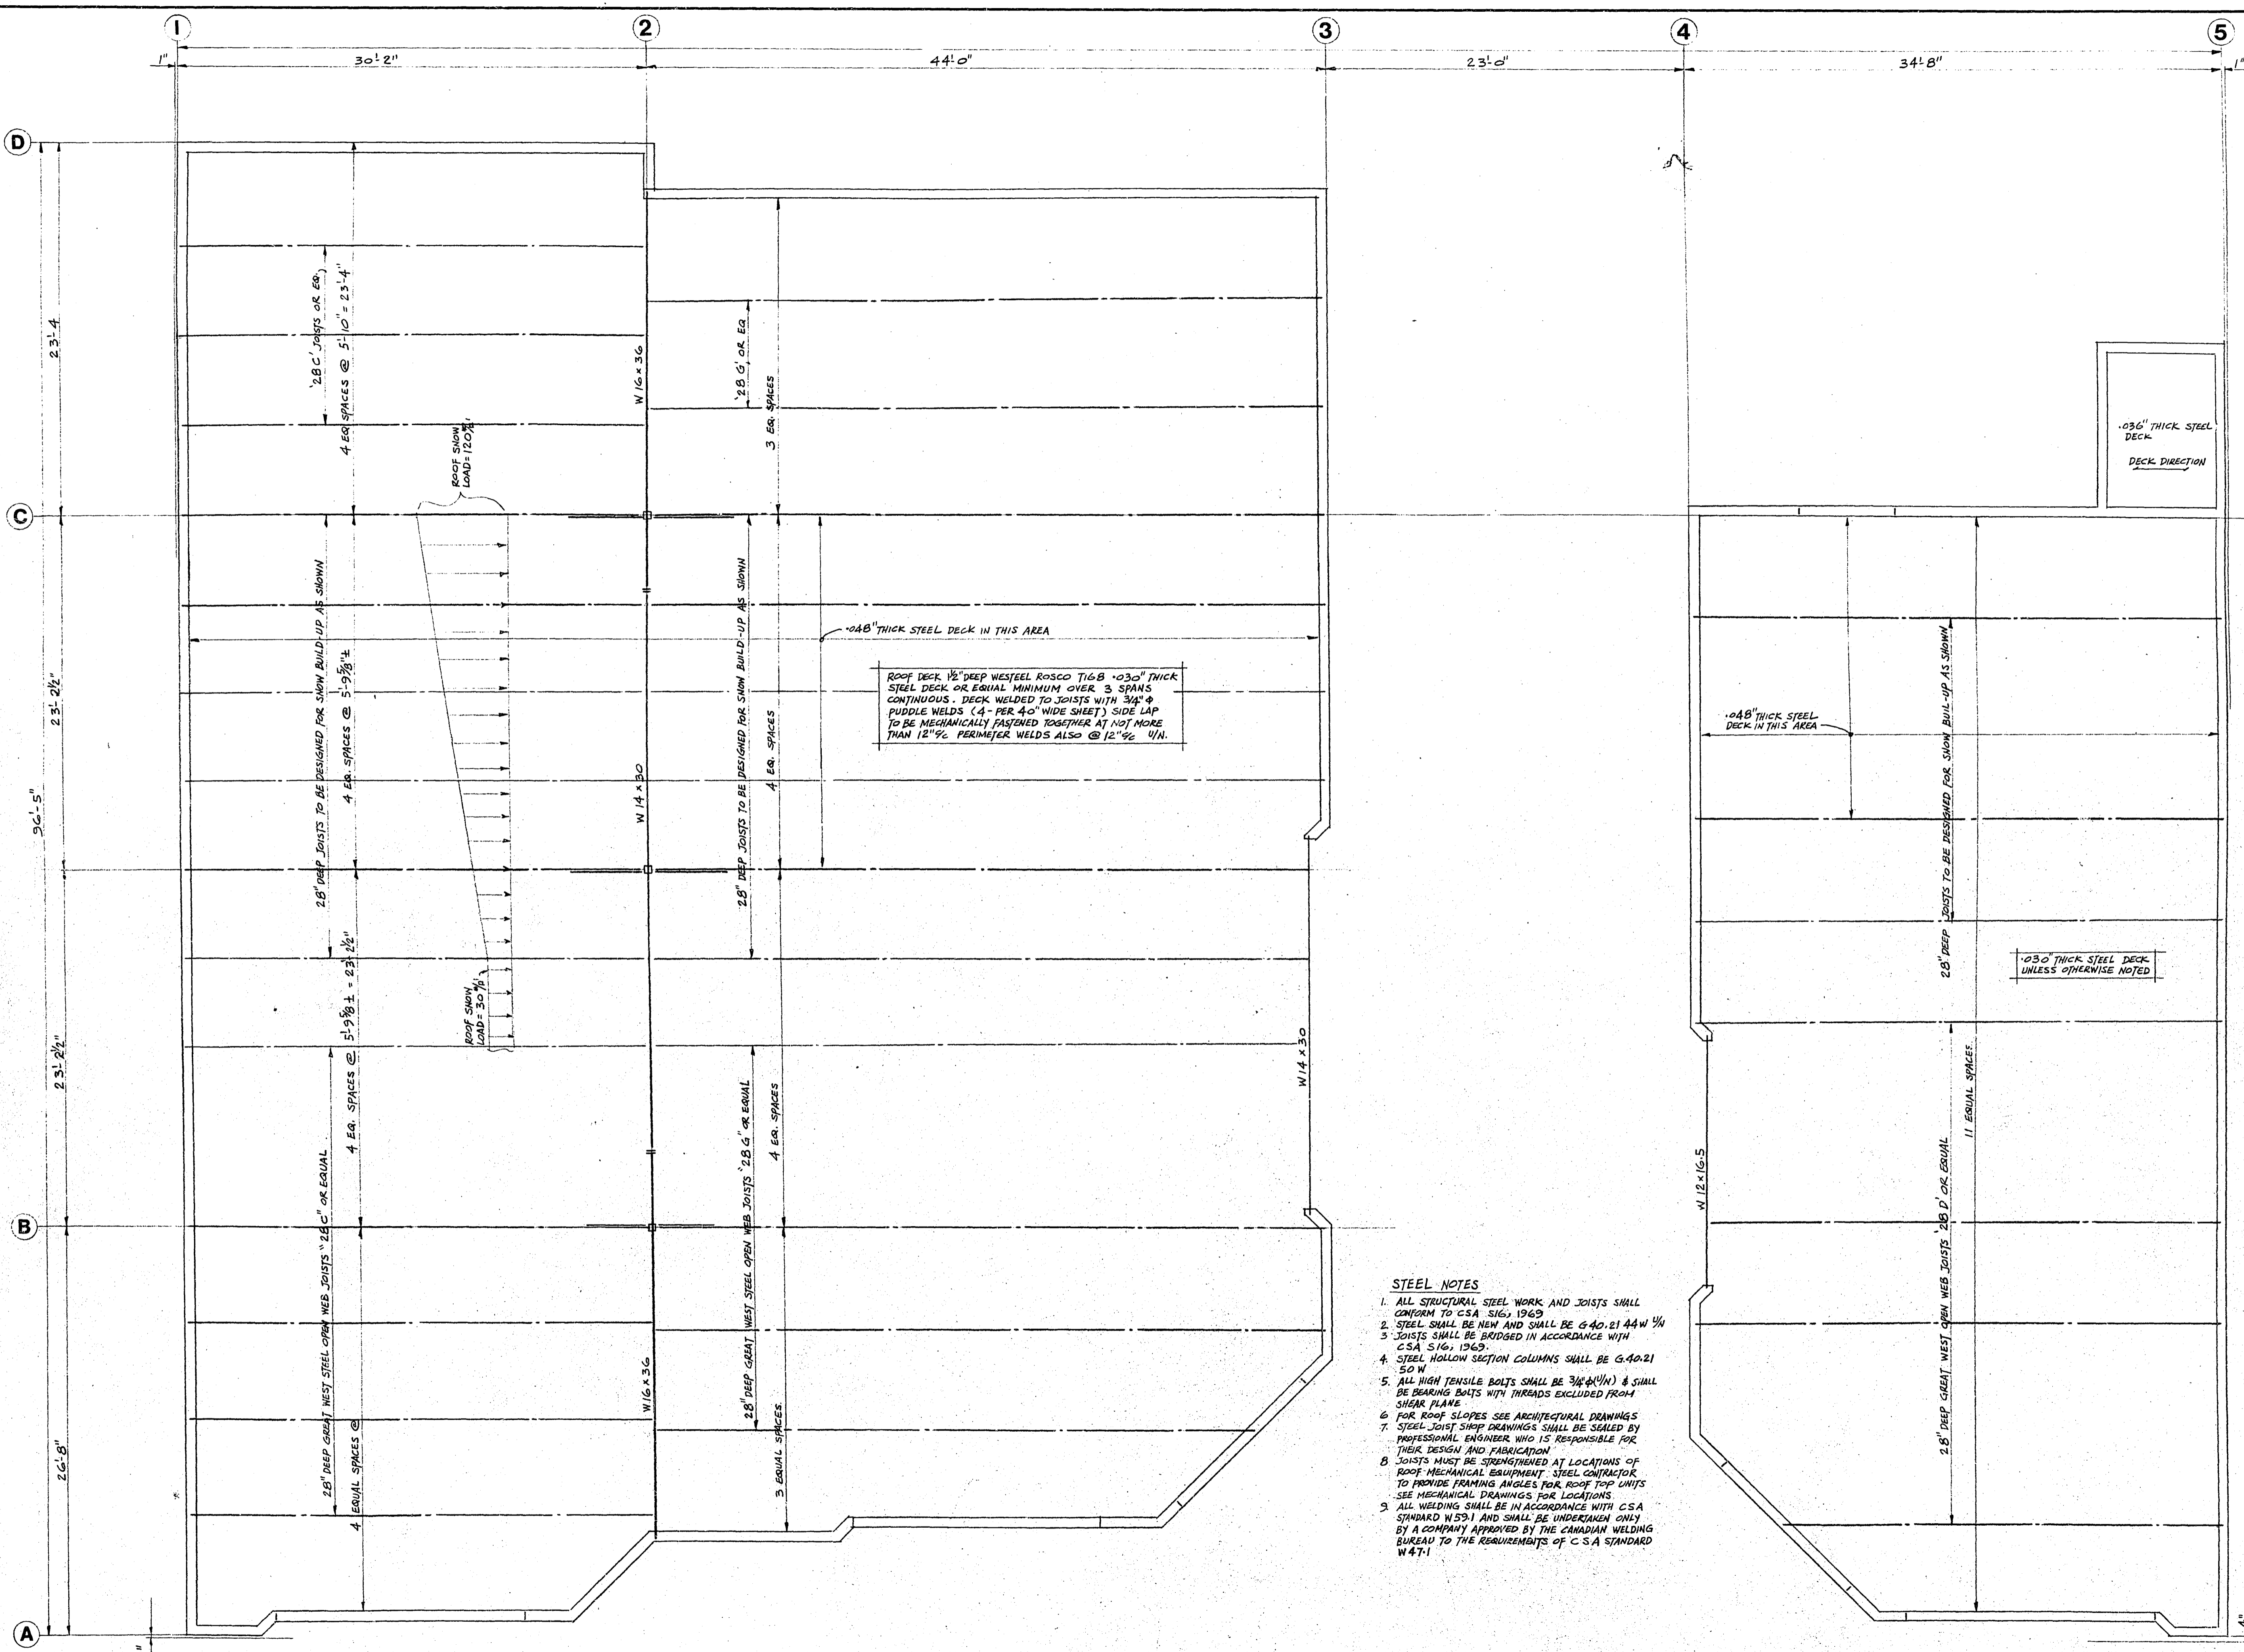 1 2 3 4 5
1" 30'-2" 44'-0" 23'-0" 34'-8" 1"
D
C
B
A
23'-4
23'-2½"
23'-2½"
26'-8"
96'-5"
'28 C' JOISTS OR EQ.
4 EQ SPACES @ 5'-10" = 23'-4"
ROOF SNOW
LOAD=120#/□'
W 16 x 36
'28 G' OR EQ
3 EQ. SPACES
28" DEEP JOISTS TO BE DESIGNED FOR SNOW BUILD-UP AS SHOWN
4 EQ. SPACES @ 5'-9⅝"±
W 14 x 30
28" DEEP JOISTS TO BE DESIGNED FOR SNOW BUILD-UP AS SHOWN
4 EQ. SPACES
.048" THICK STEEL DECK IN THIS AREA
ROOF DECK 1½" DEEP WESTEEL ROSCO T16B .030" THICK
STEEL DECK OR EQUAL MINIMUM OVER 3 SPANS
CONTINUOUS. DECK WELDED TO JOISTS WITH 3/4" φ
PUDDLE WELDS (4-PER 40" WIDE SHEET) SIDE LAP
TO BE MECHANICALLY FASTENED TOGETHER AT NOT MORE
THAN 12" o/c PERIMETER WELDS ALSO @ 12" o/c U/N.
ROOF SNOW
LOAD=30#/□'
4 EQ. SPACES @ 5'-9⅝± = 23'-2½"
28" DEEP GREAT WEST STEEL OPEN WEB JOISTS "28 C" OR EQUAL
4 EQUAL SPACES @
W16 x 36
28" DEEP GREAT WEST STEEL OPEN WEB JOISTS "28 G" OR EQUAL
4 EQ. SPACES
3 EQUAL SPACES
W 14 x 30
.036" THICK STEEL
DECK
DECK DIRECTION
.048" THICK STEEL
DECK IN THIS AREA
28" DEEP JOISTS TO BE DESIGNED FOR SNOW BUIL-UP AS SHOWN
.030" THICK STEEL DECK
UNLESS OTHERWISE NOTED
11 EQUAL SPACES
W 12 x 16.5
28" DEEP GREAT WEST OPEN WEB JOISTS '28 D' OR EQUAL
STEEL NOTES
1. ALL STRUCTURAL STEEL WORK AND JOISTS SHALL
CONFORM TO CSA S16, 1969
2. STEEL SHALL BE NEW AND SHALL BE G40.21 44W U/N
3 JOISTS SHALL BE BRIDGED IN ACCORDANCE WITH
CSA S16, 1969.
4. STEEL HOLLOW SECTION COLUMNS SHALL BE G.40.21
50 W
5. ALL HIGH TENSILE BOLTS SHALL BE 3/4" φ (U/N) & SHALL
BE BEARING BOLTS WITH THREADS EXCLUDED FROM
SHEAR PLANE
6 FOR ROOF SLOPES SEE ARCHITECTURAL DRAWINGS
7. STEEL JOIST SHOP DRAWINGS SHALL BE SEALED BY
PROFESSIONAL ENGINEER WHO IS RESPONSIBLE FOR
THEIR DESIGN AND FABRICATION
8 JOISTS MUST BE STRENGTHENED AT LOCATIONS OF
ROOF MECHANICAL EQUIPMENT. STEEL CONTRACTOR
TO PROVIDE FRAMING ANGLES FOR ROOF TOP UNITS
SEE MECHANICAL DRAWINGS FOR LOCATIONS
9. ALL WELDING SHALL BE IN ACCORDANCE WITH CSA
STANDARD W59.1 AND SHALL BE UNDERTAKEN ONLY
BY A COMPANY APPROVED BY THE CANADIAN WELDING
BUREAU TO THE REQUIREMENTS OF CSA STANDARD
W47.1